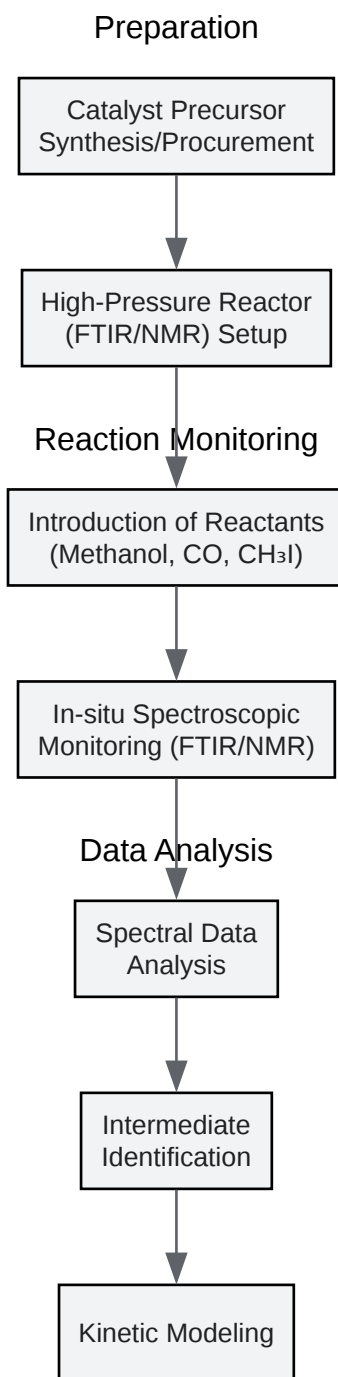 Preparation
Catalyst Precursor
Synthesis/Procurement
High-Pressure Reactor
(FTIR/NMR) Setup
Reaction Monitoring
Introduction of Reactants
(Methanol, CO, CH₃I)
In-situ Spectroscopic
Monitoring (FTIR/NMR)
Data Analysis
Spectral Data
Analysis
Intermediate
Identification
Kinetic Modeling